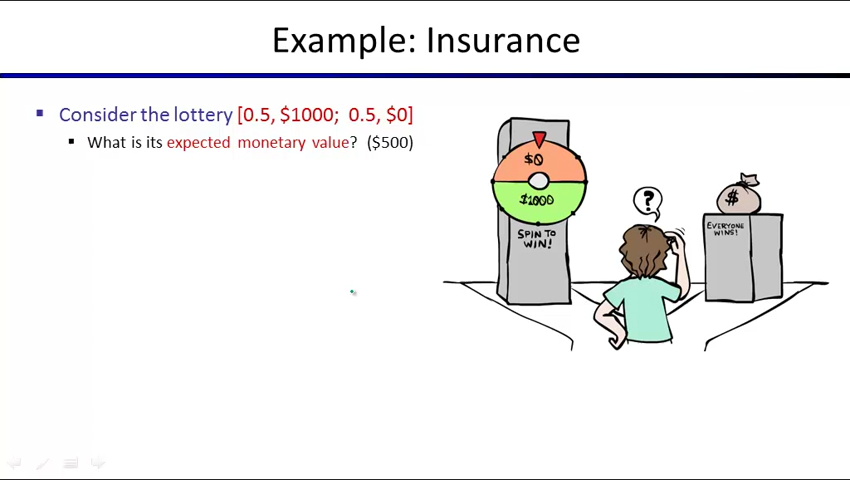 Example: Insurance
Consider the lottery [0.5, $1000; 0.5, $0]
What is its expected monetary value? ($500)
$0
$1000
SPIN TO
WIN!
?
$
EVERYONE
WINS!